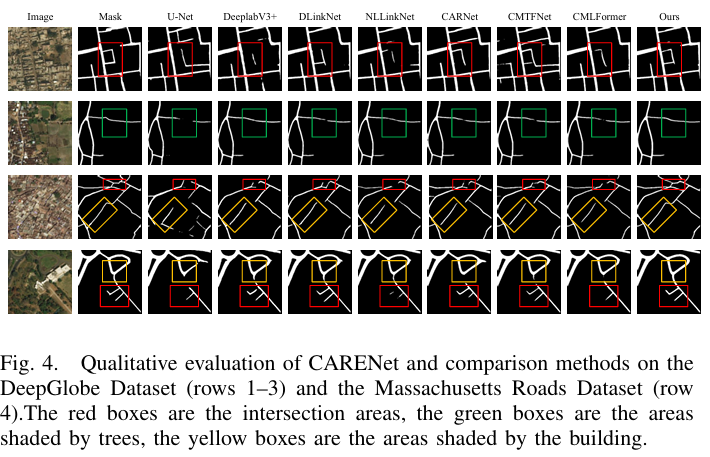 Image Mask U-Net DeeplabV3+ DLinkNet NLLinkNet CARNet CMTFNet CMLFormer Ours
Fig. 4. Qualitative evaluation of CARENet and comparison methods on the
DeepGlobe Dataset (rows 1–3) and the Massachusetts Roads Dataset (row
4).The red boxes are the intersection areas, the green boxes are the areas
shaded by trees, the yellow boxes are the areas shaded by the building.